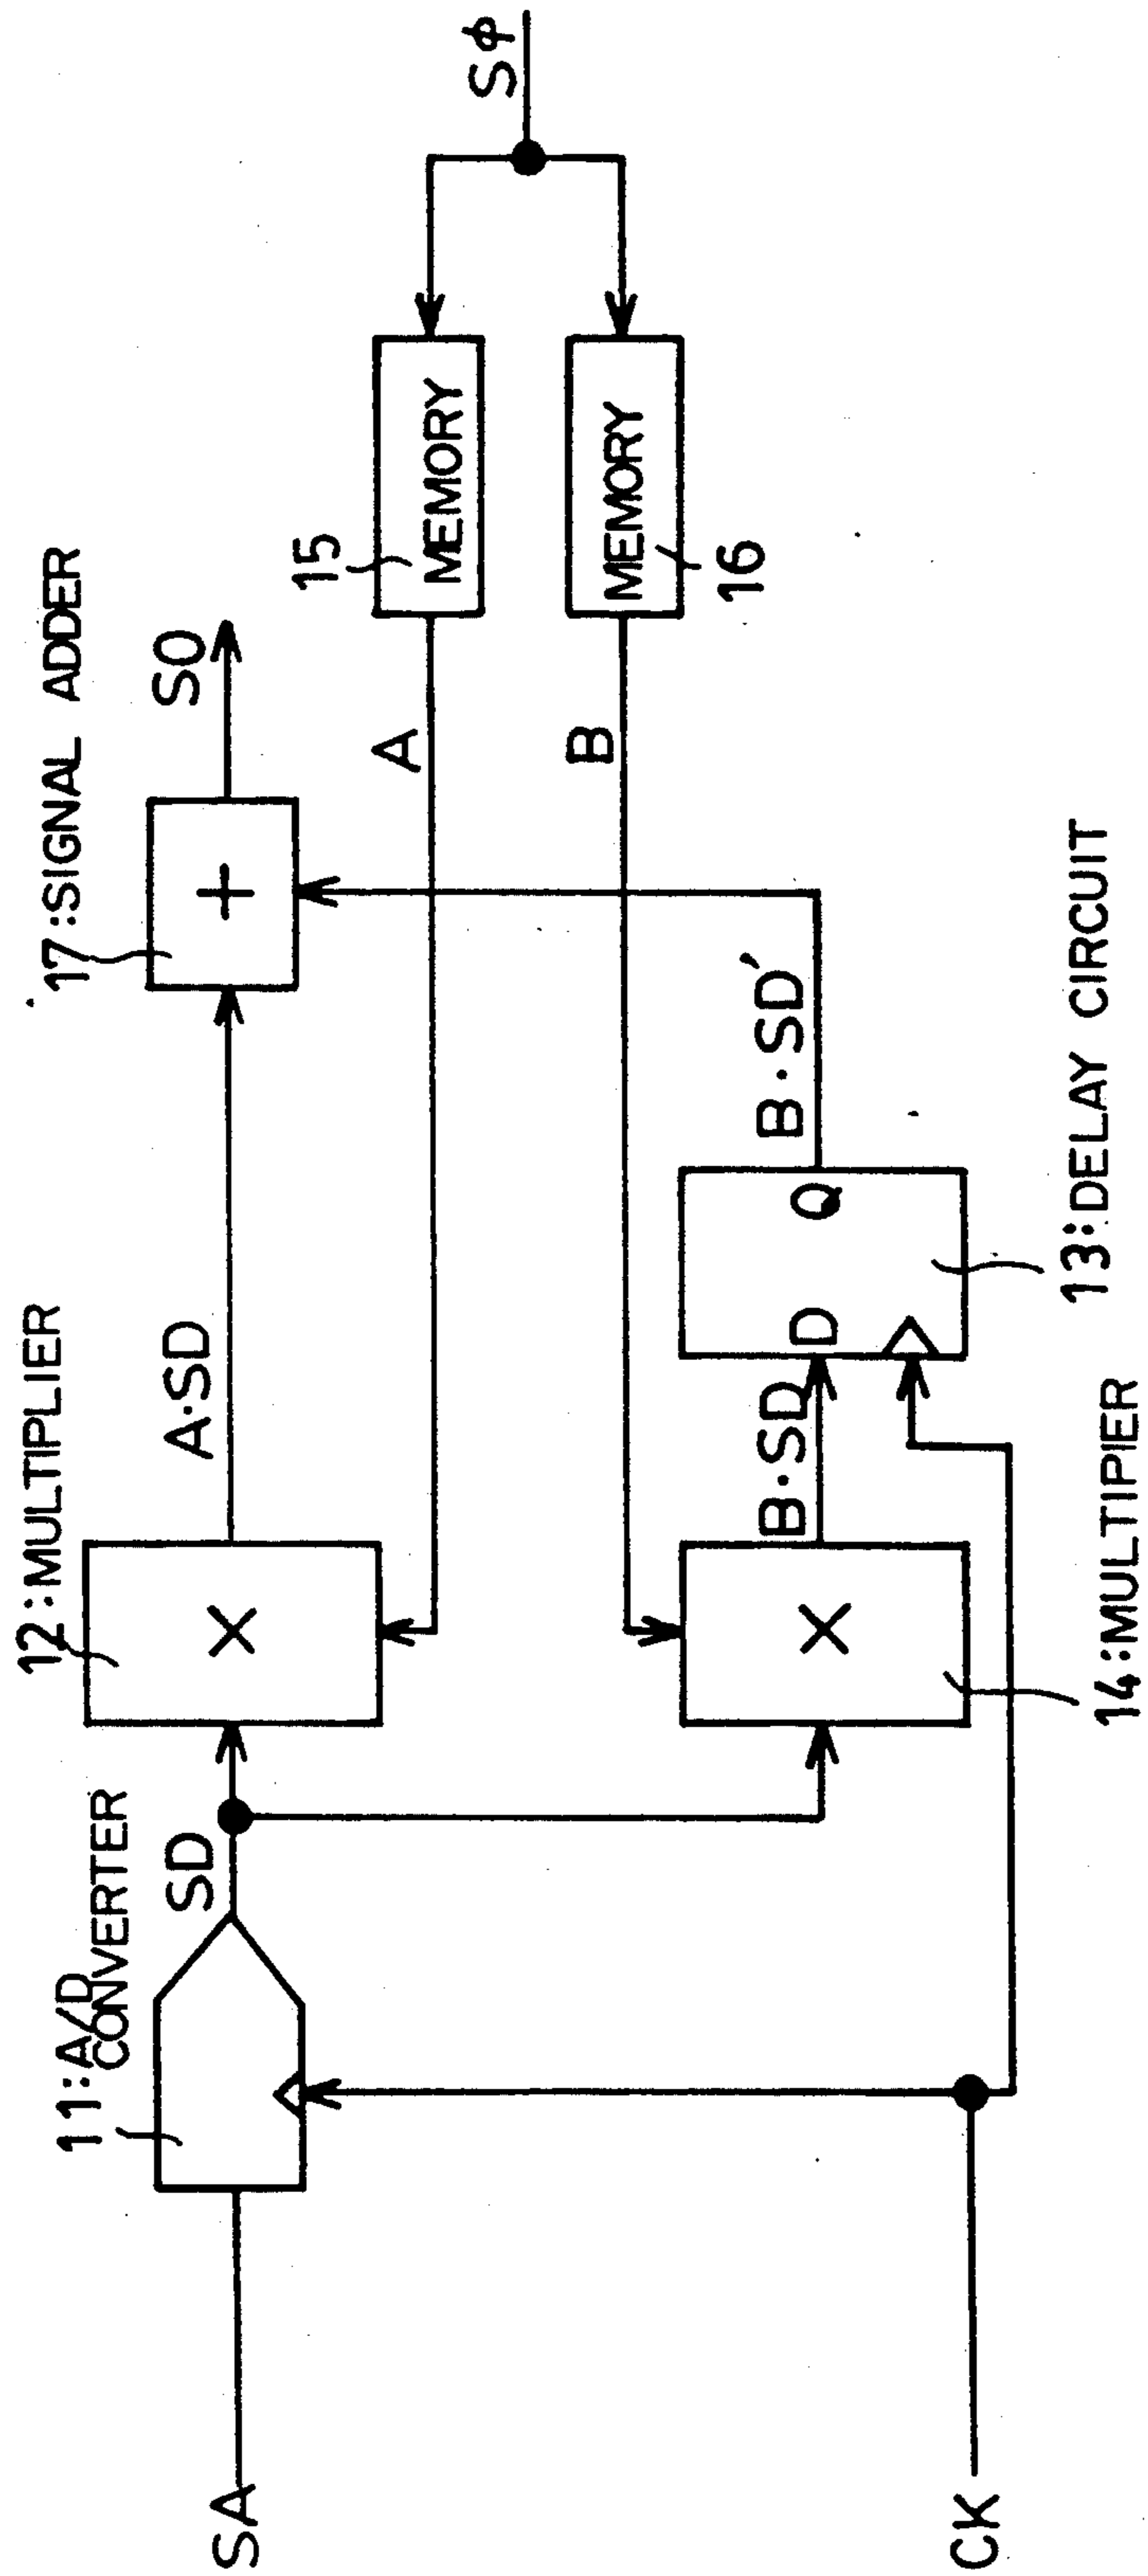 11:A/D
CONVERTER
12:MULTIPLIER
17:SIGNAL ADDER
SA
SD
×
A·SD
+
SO
15
MEMORY
A
Sϕ
B
MEMORY
16
B·SD
D
Q
B·SD'
×
CK
14:MULTIPIER
13:DELAY CIRCUIT